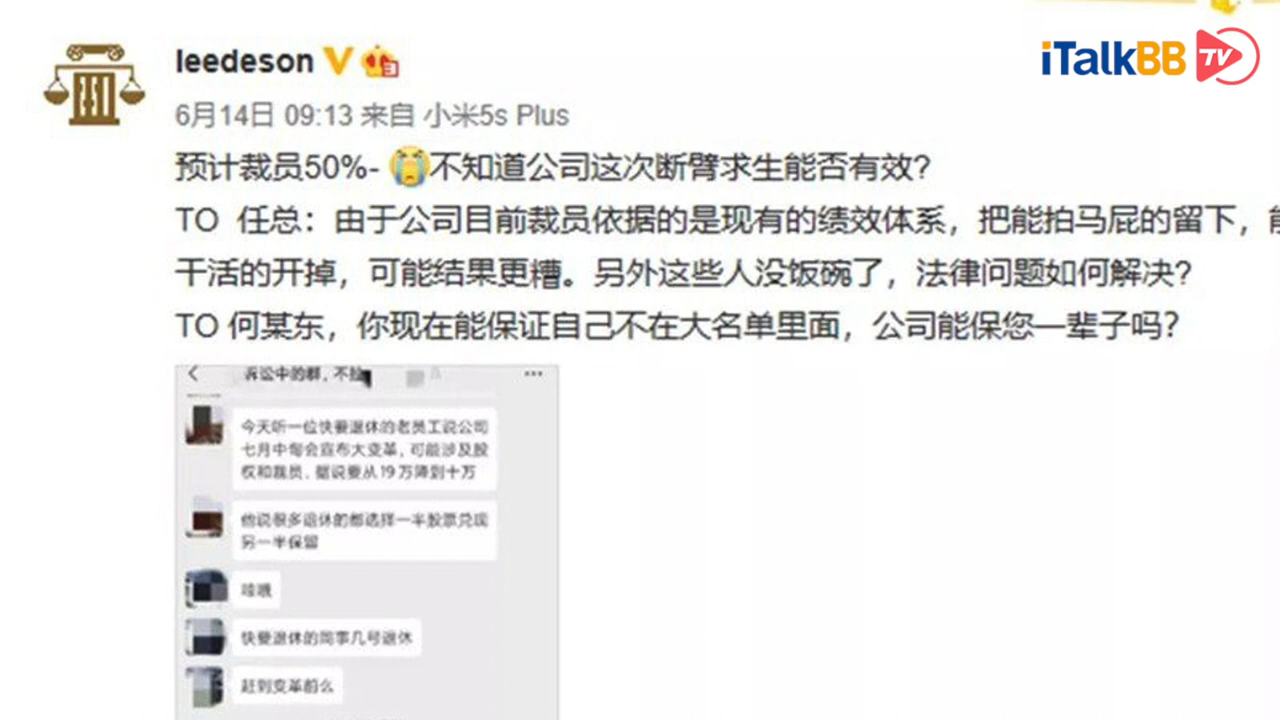 iTalkBB TV
leedeson
6月14日 09:13 来自 小米5s Plus
预计裁员50%- 不知道公司这次断臂求生能否有效？
TO 任总：由于公司目前裁员依据的是现有的绩效体系，把能拍马屁的留下，能
干活的开掉，可能结果更糟。另外这些人没饭碗了，法律问题如何解决？
TO 何某东，你现在能保证自己不在大名单里面，公司能保您一辈子吗？
诉讼中的群，不
今天听一位快要退休的老员工说公司
七月中旬会宣布大变革，可能涉及股
权和裁员，据说要从19万降到十万
他说很多退休的都选择一半股票兑现
另一半保留
哇哦
快要退休的同事几号退休
赶到变革前么